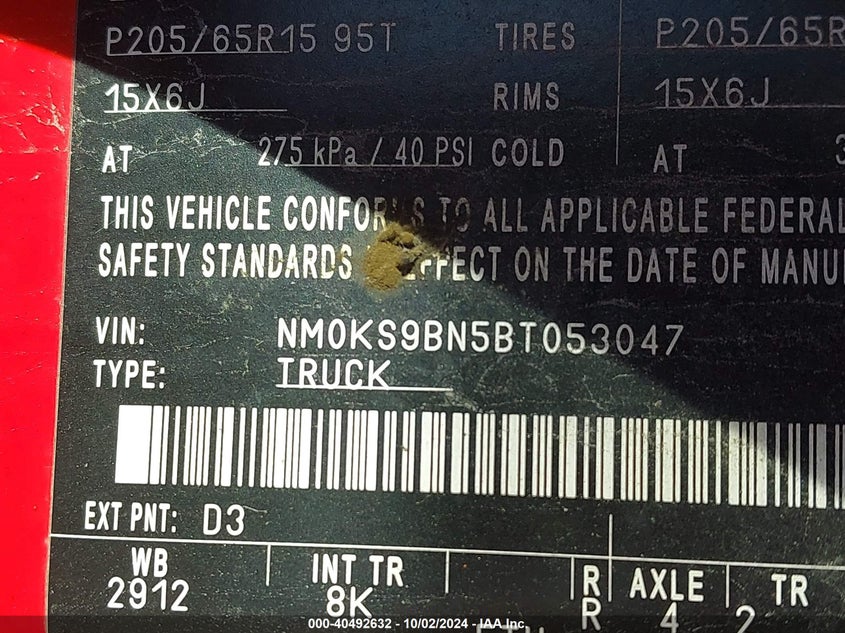 P205/65R15 95T TIRES P205/65R
15X6J RIMS 15X6J
AT 275 kPa / 40 PSI COLD AT 3
THIS VEHICLE CONFORMS TO ALL APPLICABLE FEDERAL
SAFETY STANDARDS EFFECT ON THE DATE OF MANU
VIN: NM0KS9BN5BT053047
TYPE: TRUCK
EXT PNT: D3
WB INT TR R AXLE TR
2912 8K R 4 2
000-40492632 - 10/02/2024 - IAA Inc.